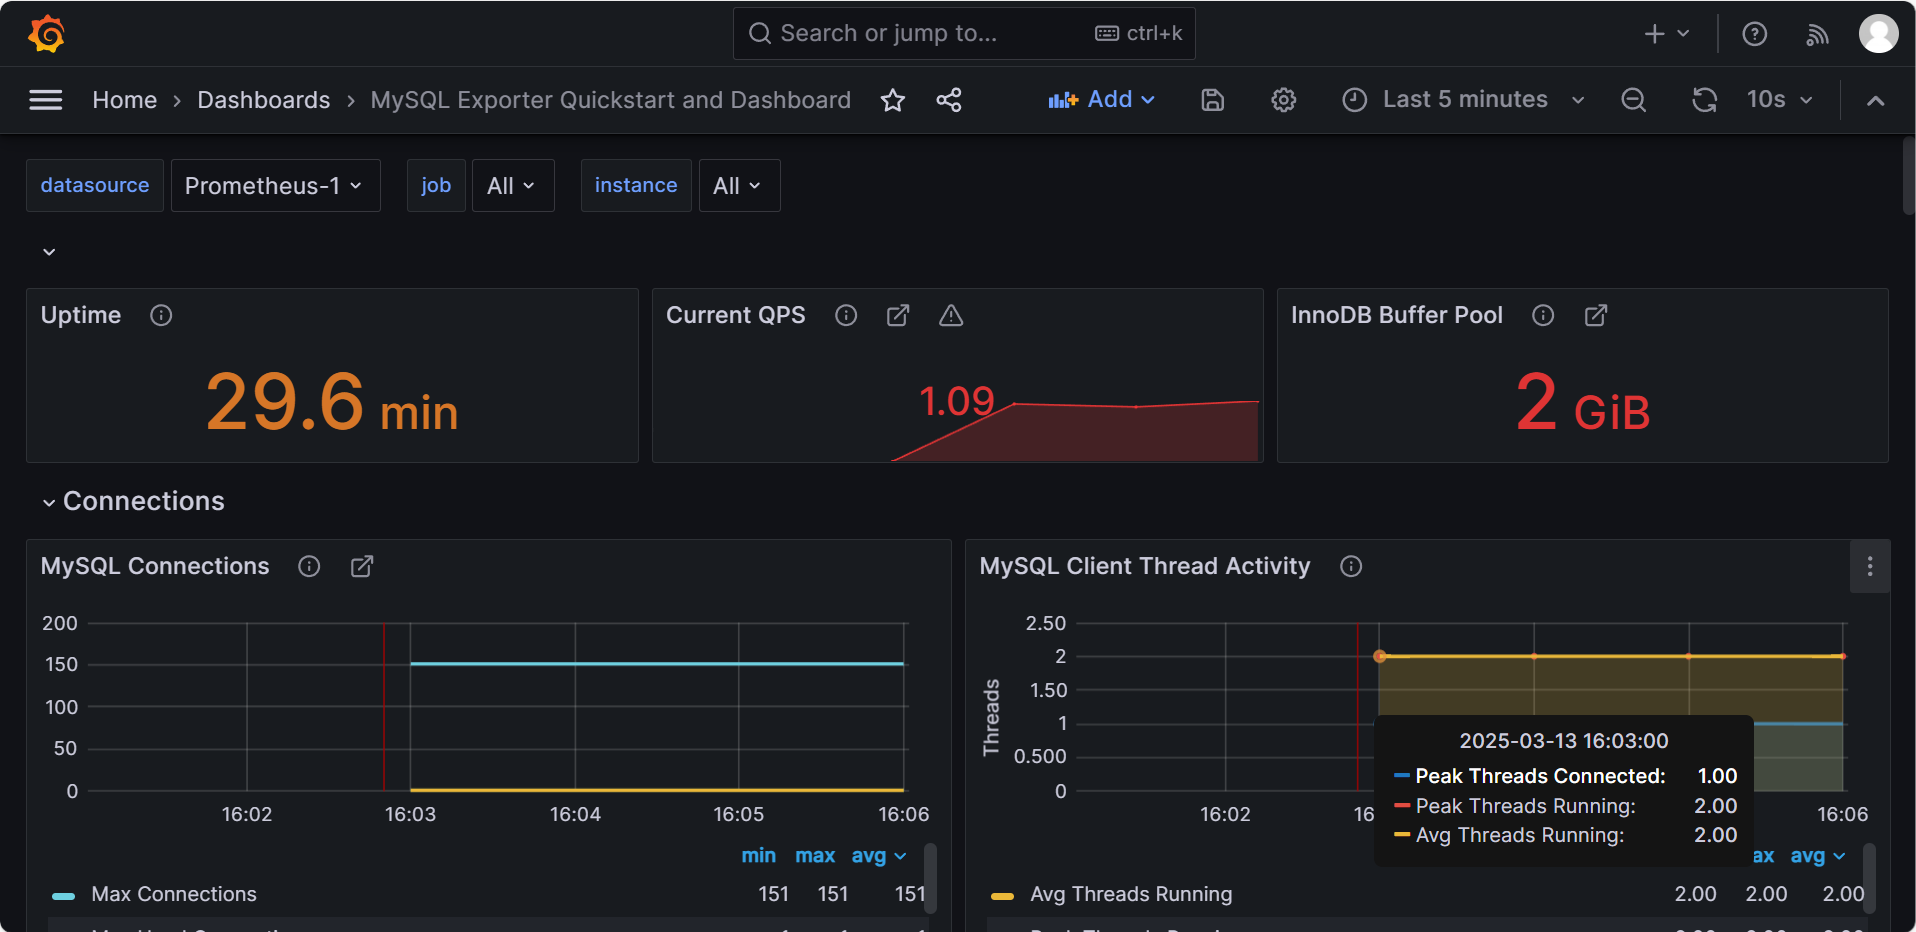 Search or jump to... ctrl+k
Home › Dashboards › MySQL Exporter Quickstart and Dashboard Add Last 5 minutes 10s
datasource Prometheus-1 job All instance All
Uptime
29.6 min
Current QPS
1.09
InnoDB Buffer Pool
2 GiB
Connections
MySQL Connections
200
150
100
50
0
16:02 16:03 16:04 16:05 16:06
min max avg
Max Connections 151 151 151
MySQL Client Thread Activity
Threads
2.50
2
1.50
1
0.500
0
16:02 16 16:06
2025-03-13 16:03:00
Peak Threads Connected: 1.00
Peak Threads Running: 2.00
Avg Threads Running: 2.00
ax avg
Avg Threads Running 2.00 2.00 2.00